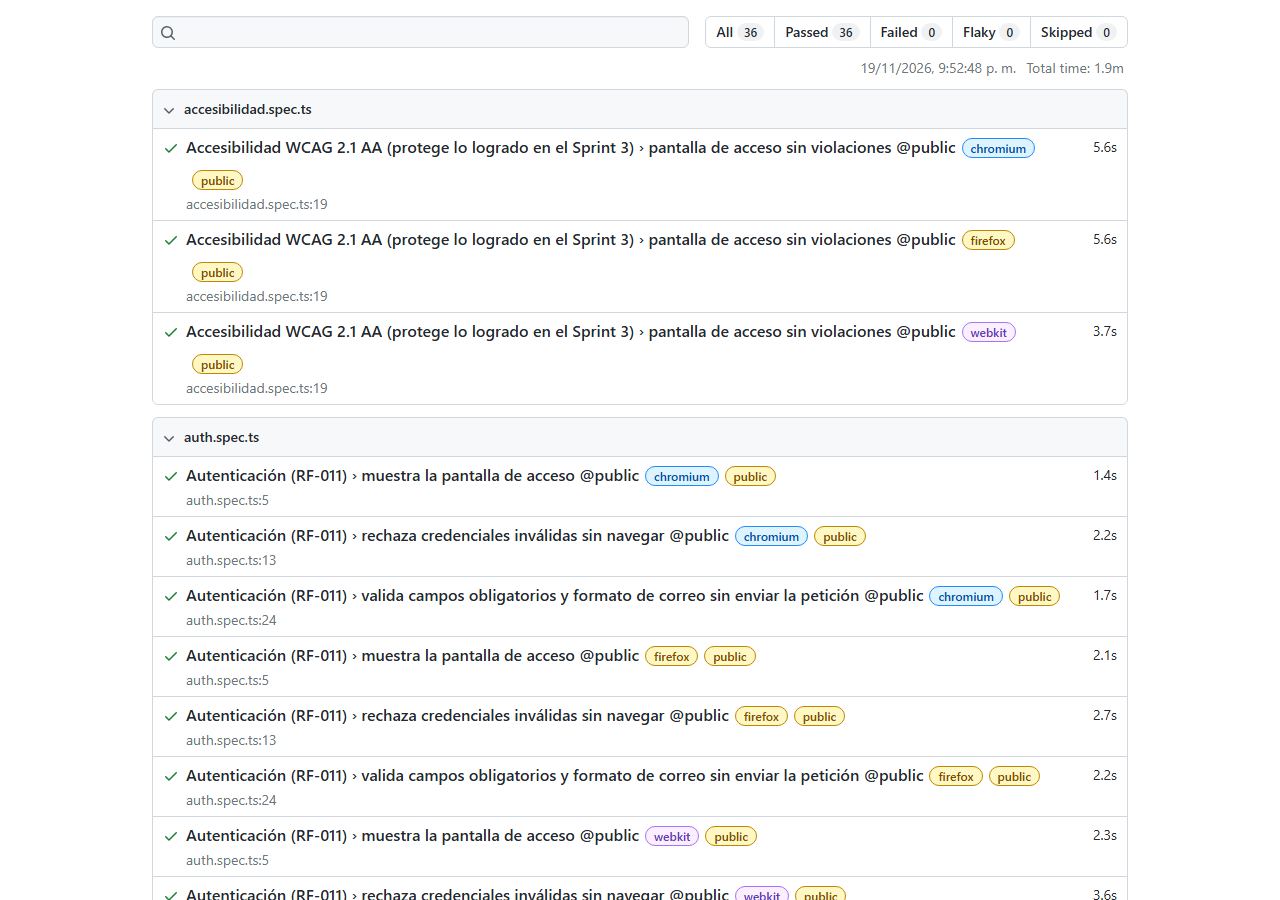 All 36 Passed 36 Failed 0 Flaky 0 Skipped 0
19/11/2026, 9:52:48 p. m. Total time: 1.9m
accesibilidad.spec.ts
Accesibilidad WCAG 2.1 AA (protege lo logrado en el Sprint 3) › pantalla de acceso sin violaciones @public chromium 5.6s
public
accesibilidad.spec.ts:19
Accesibilidad WCAG 2.1 AA (protege lo logrado en el Sprint 3) › pantalla de acceso sin violaciones @public firefox 5.6s
public
accesibilidad.spec.ts:19
Accesibilidad WCAG 2.1 AA (protege lo logrado en el Sprint 3) › pantalla de acceso sin violaciones @public webkit 3.7s
public
accesibilidad.spec.ts:19
auth.spec.ts
Autenticación (RF-011) › muestra la pantalla de acceso @public chromium public 1.4s
auth.spec.ts:5
Autenticación (RF-011) › rechaza credenciales inválidas sin navegar @public chromium public 2.2s
auth.spec.ts:13
Autenticación (RF-011) › valida campos obligatorios y formato de correo sin enviar la petición @public chromium public 1.7s
auth.spec.ts:24
Autenticación (RF-011) › muestra la pantalla de acceso @public firefox public 2.1s
auth.spec.ts:5
Autenticación (RF-011) › rechaza credenciales inválidas sin navegar @public firefox public 2.7s
auth.spec.ts:13
Autenticación (RF-011) › valida campos obligatorios y formato de correo sin enviar la petición @public firefox public 2.2s
auth.spec.ts:24
Autenticación (RF-011) › muestra la pantalla de acceso @public webkit public 2.3s
auth.spec.ts:5
Autenticación (RF-011) › rechaza credenciales inválidas sin navegar @public webkit public 3.6s